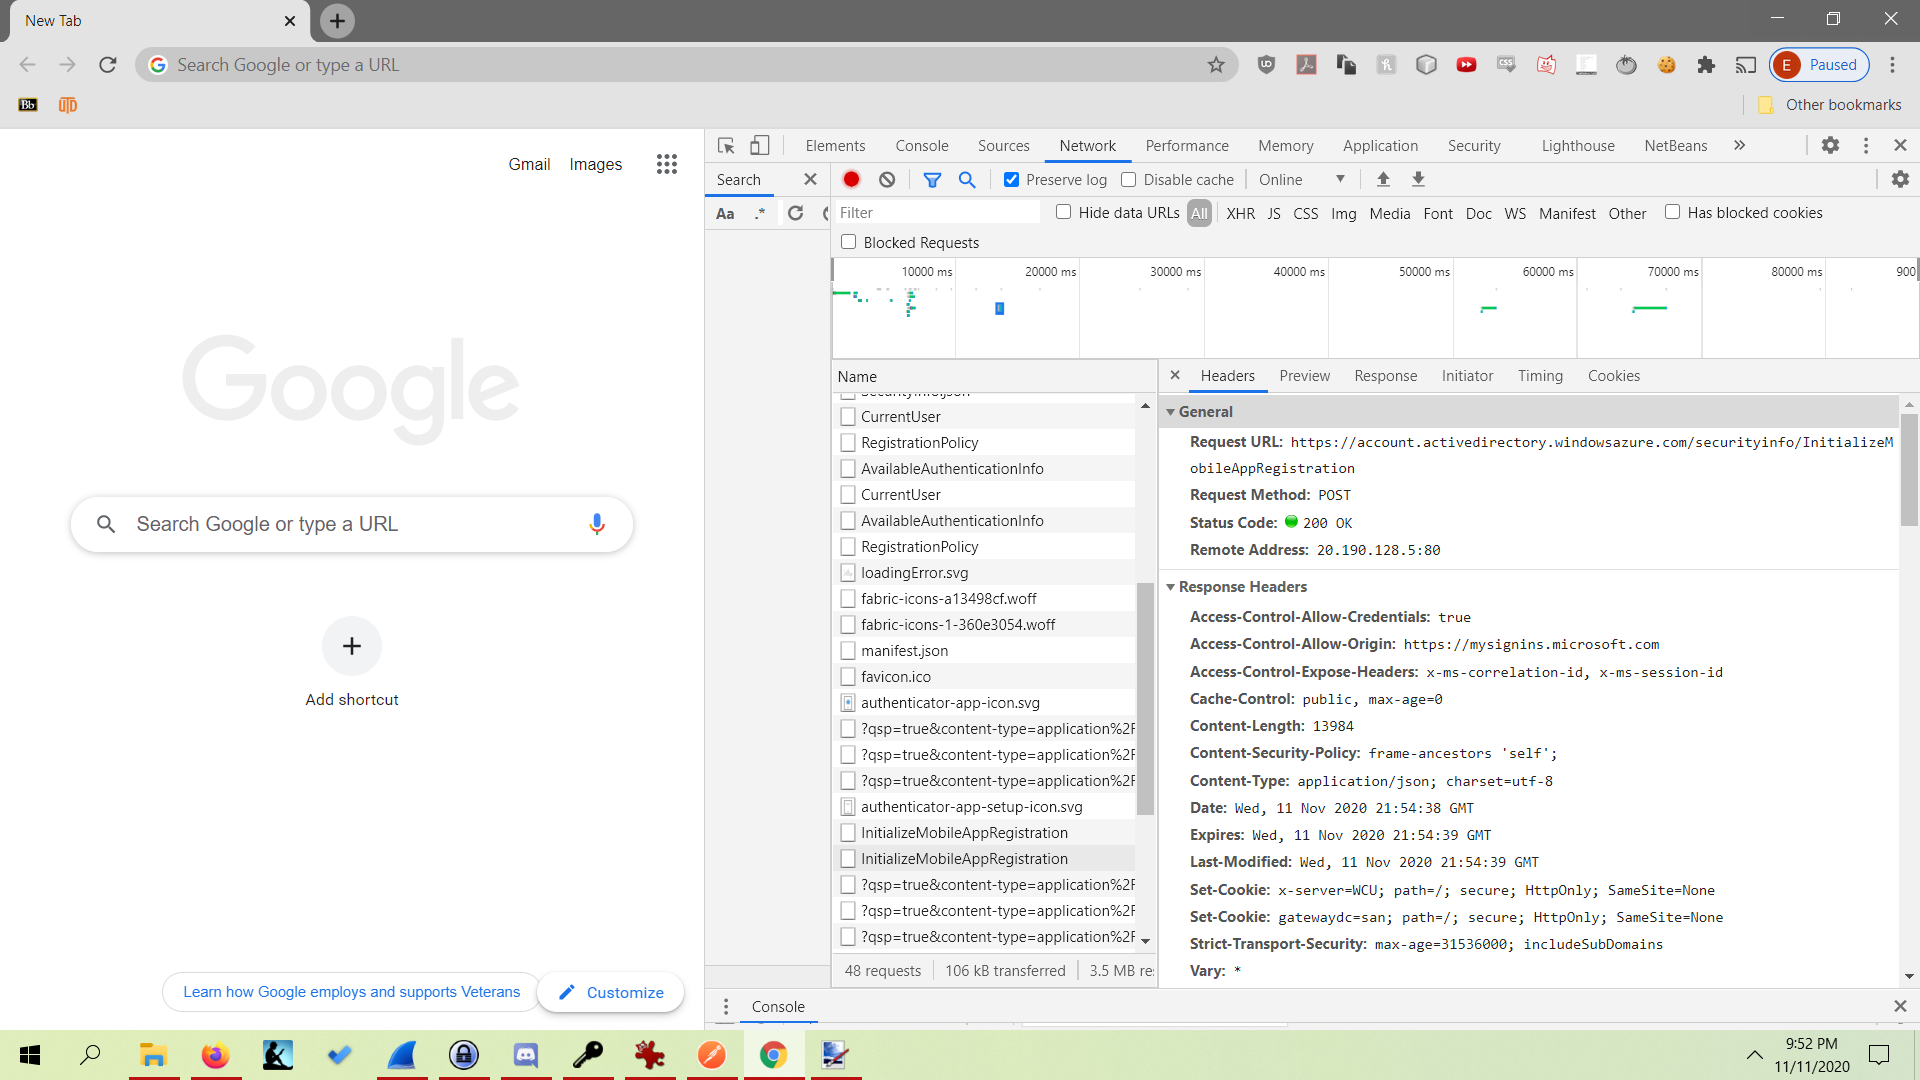 New Tab
Search Google or type a URL
E Paused
Bb UTD
Other bookmarks
Gmail Images
Google
Search Google or type a URL
Add shortcut
Learn how Google employs and supports Veterans
Customize
Elements Console Sources Network Performance Memory Application Security Lighthouse NetBeans
Search
Preserve log Disable cache Online
Aa .*
Filter
Hide data URLs All XHR JS CSS Img Media Font Doc WS Manifest Other Has blocked cookies
Blocked Requests
10000 ms 20000 ms 30000 ms 40000 ms 50000 ms 60000 ms 70000 ms 80000 ms 900
Name
CurrentUser
RegistrationPolicy
AvailableAuthenticationInfo
CurrentUser
AvailableAuthenticationInfo
RegistrationPolicy
loadingError.svg
fabric-icons-a13498cf.woff
fabric-icons-1-360e3054.woff
manifest.json
favicon.ico
authenticator-app-icon.svg
?qsp=true&content-type=application%2F
?qsp=true&content-type=application%2F
?qsp=true&content-type=application%2F
authenticator-app-setup-icon.svg
InitializeMobileAppRegistration
InitializeMobileAppRegistration
?qsp=true&content-type=application%2F
?qsp=true&content-type=application%2F
?qsp=true&content-type=application%2F
48 requests 106 kB transferred 3.5 MB re
Headers Preview Response Initiator Timing Cookies
General
Request URL: https://account.activedirectory.windowsazure.com/securityinfo/InitializeM
obileAppRegistration
Request Method: POST
Status Code: 200 OK
Remote Address: 20.190.128.5:80
Response Headers
Access-Control-Allow-Credentials: true
Access-Control-Allow-Origin: https://mysignins.microsoft.com
Access-Control-Expose-Headers: x-ms-correlation-id, x-ms-session-id
Cache-Control: public, max-age=0
Content-Length: 13984
Content-Security-Policy: frame-ancestors 'self';
Content-Type: application/json; charset=utf-8
Date: Wed, 11 Nov 2020 21:54:38 GMT
Expires: Wed, 11 Nov 2020 21:54:39 GMT
Last-Modified: Wed, 11 Nov 2020 21:54:39 GMT
Set-Cookie: x-server=WCU; path=/; secure; HttpOnly; SameSite=None
Set-Cookie: gatewaydc=san; path=/; secure; HttpOnly; SameSite=None
Strict-Transport-Security: max-age=31536000; includeSubDomains
Vary: *
Console
9:52 PM
11/11/2020